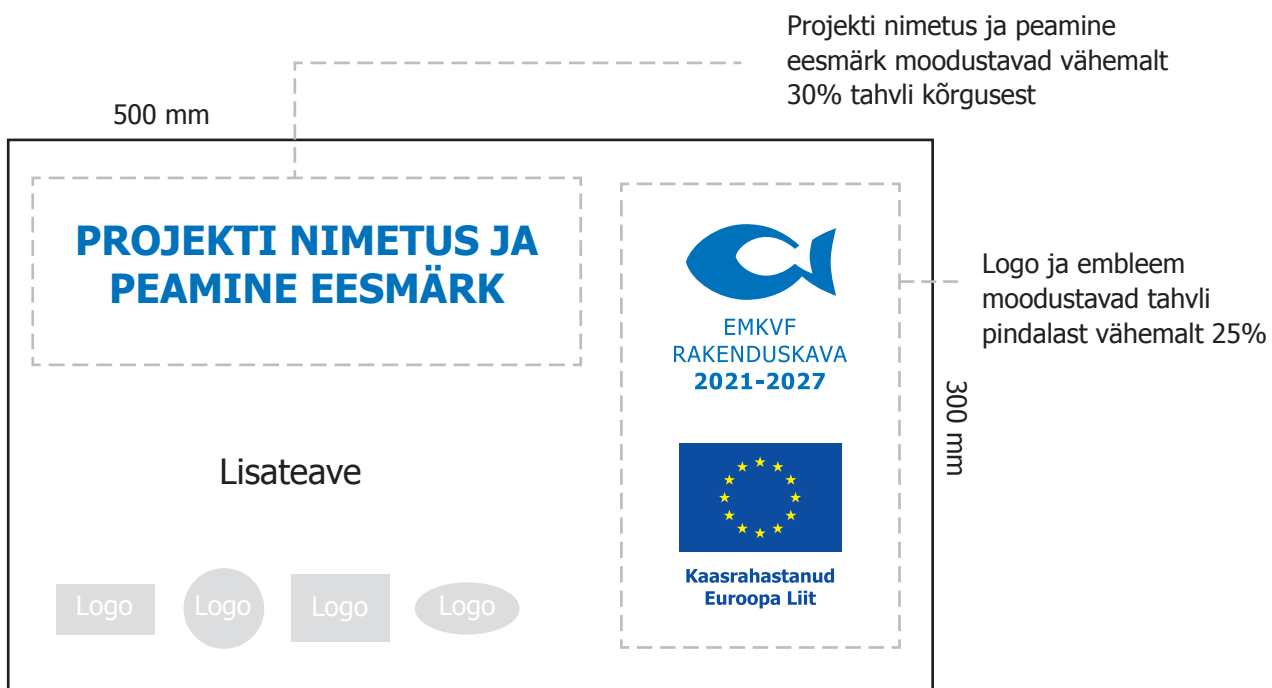 Projekti nimetus ja peamine
eesmärk moodustavad vähemalt
30% tahvli kõrgusest
500 mm
PROJEKTI NIMETUS JA
PEAMINE EESMÄRK
EMKVF
RAKENDUSKAVA
2021-2027
Logo ja embleem
moodustavad tahvli
pindalast vähemalt 25%
300 mm
Lisateave
Kaasrahastanud
Euroopa Liit
Logo Logo Logo Logo